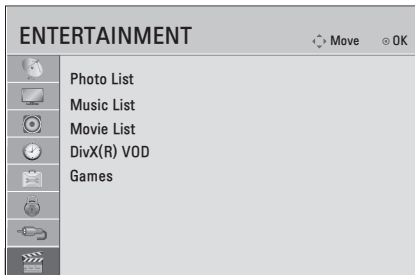 ENTERTAINMENT
Move OK
Photo List
Music List
Movie List
DivX(R) VOD
Games